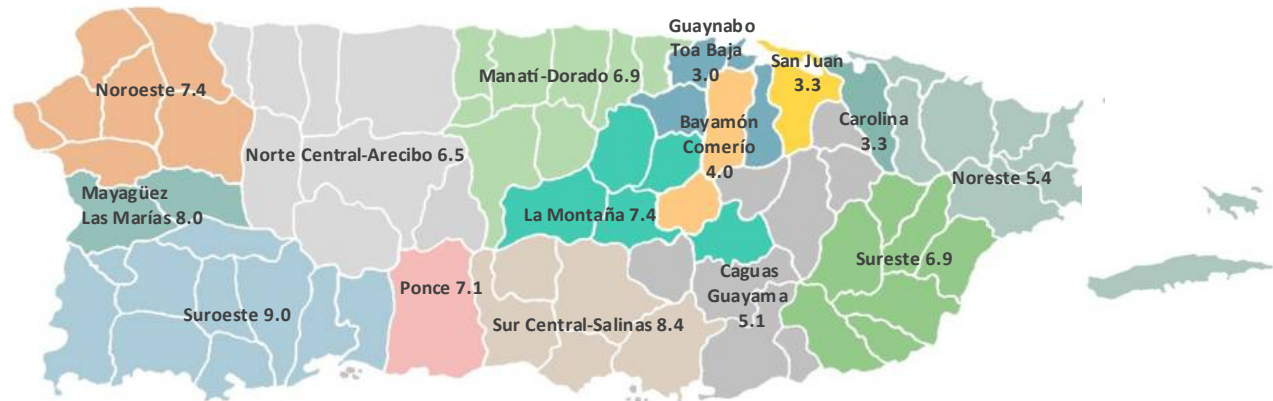 Guaynabo
Toa Baja
3.0
San Juan
3.3
Manatí-Dorado 6.9
Noroeste 7.4
Bayamón
Comerío
4.0
Carolina
3.3
Norte Central-Arecibo 6.5
Noreste 5.4
Mayagüez
Las Marías 8.0
La Montaña 7.4
Sureste 6.9
Caguas
Guayama
5.1
Ponce 7.1
Suroeste 9.0
Sur Central-Salinas 8.4